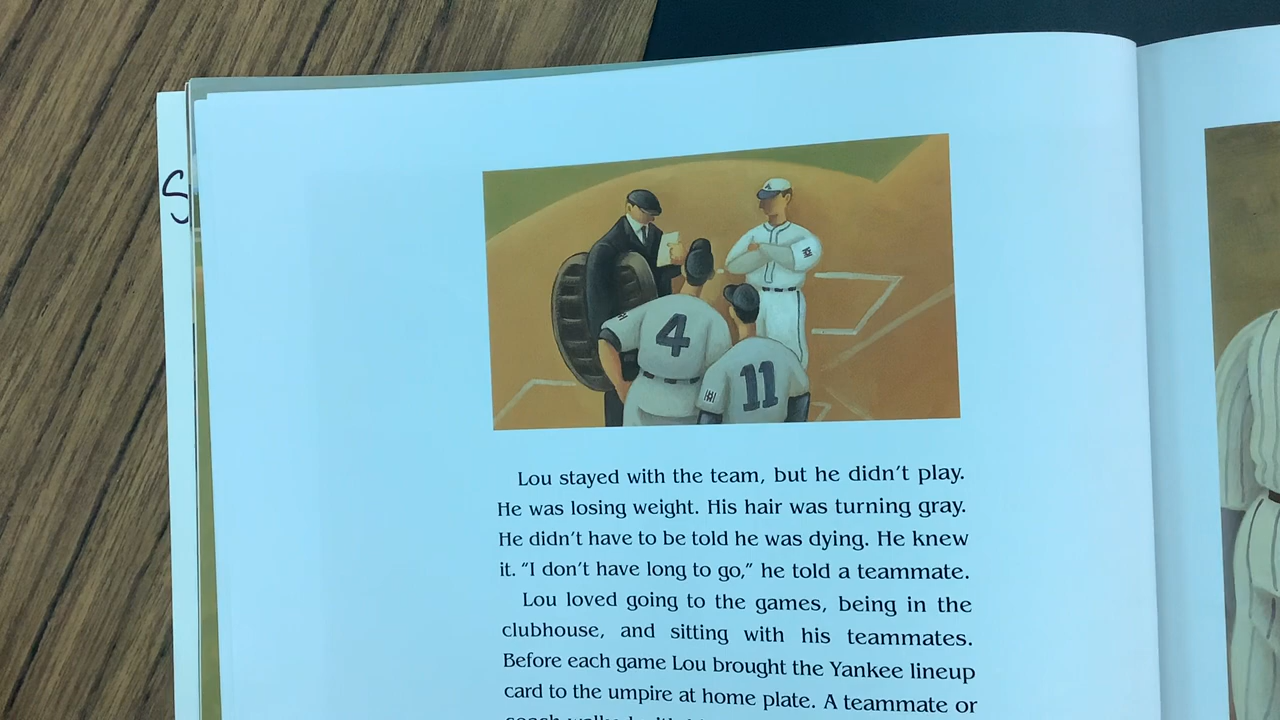 S
A
4
11
Lou stayed with the team, but he didn't play.
He was losing weight. His hair was turning gray.
He didn't have to be told he was dying. He knew
it. “I don't have long to go,” he told a teammate.
Lou loved going to the games, being in the
clubhouse, and sitting with his teammates.
Before each game Lou brought the Yankee lineup
card to the umpire at home plate. A teammate or
coach walked with